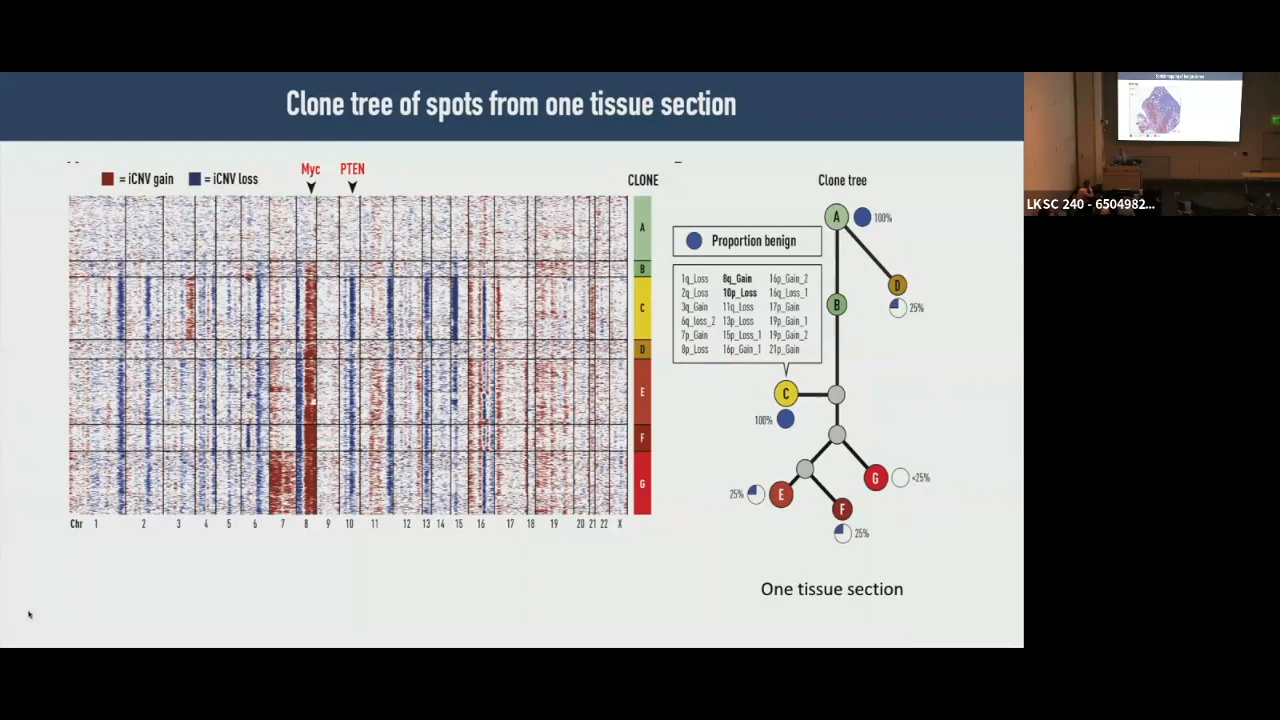 Clone tree of spots from one tissue section
Myc PTEN
= iCNV gain = iCNV loss
CLONE
A
B
C
D
E
F
G
Chr 1 2 3 4 5 6 7 8 9 10 11 12 13 14 15 16 17 18 19 20 21 22 X
Clone tree
A 100%
Proportion benign
1q_Loss 8q_Gain 16p_Gain_2
2q_Loss 10p_Loss 16q_Loss_1
3q_Gain 11q_Loss 17p_Gain
6q_loss_2 13p_Loss 19p_Gain_1
7p_Gain 15p_Loss_1 19p_Gain_2
8p_Loss 16p_Gain_1 21p_Gain
D
25%
B
C
100%
G <25%
25% E
F
25%
One tissue section
LKSC 240 - 6504982...